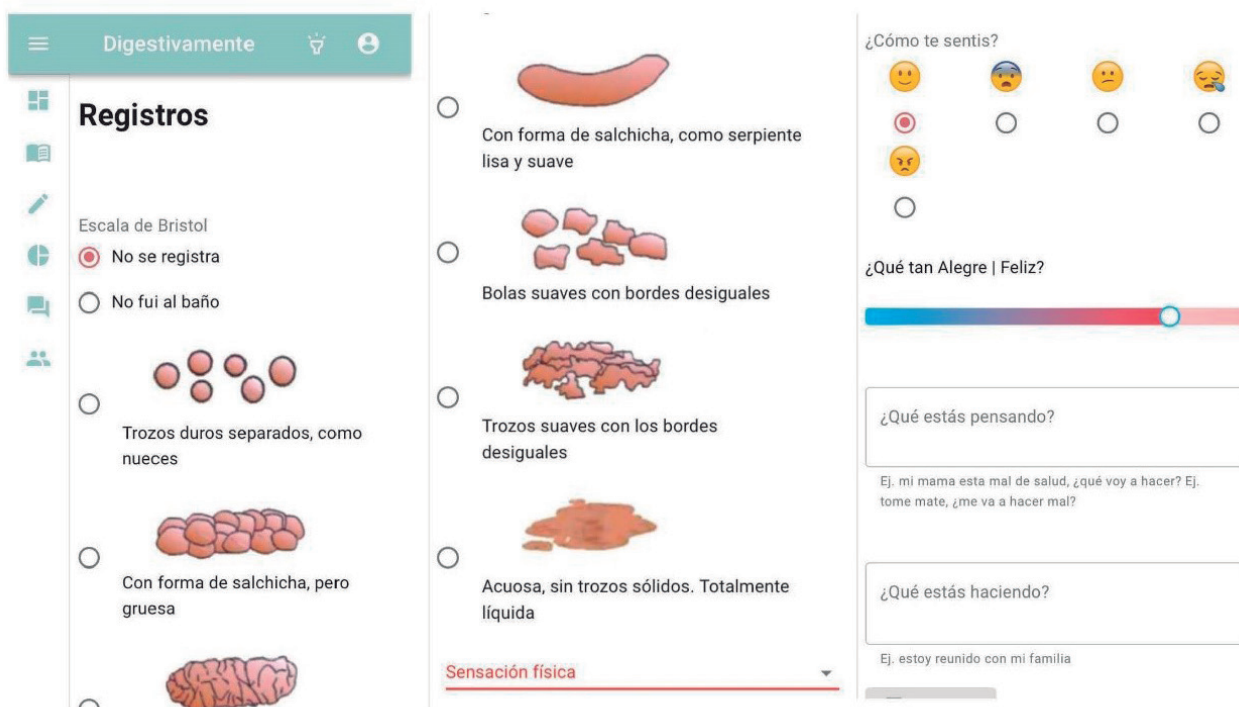 Digestivamente
Registros
Escala de Bristol
No se registra
No fui al baño
Trozos duros separados, como
nueces
Con forma de salchicha, pero
gruesa
Con forma de salchicha, como serpiente
lisa y suave
Bolas suaves con bordes desiguales
Trozos suaves con los bordes
desiguales
Acuosa, sin trozos sólidos. Totalmente
líquida
Sensación física
¿Cómo te sentis?
¿Qué tan Alegre | Feliz?
¿Qué estás pensando?
Ej. mi mama esta mal de salud, ¿qué voy a hacer? Ej.
tome mate, ¿me va a hacer mal?
¿Qué estás haciendo?
Ej. estoy reunido con mi familia